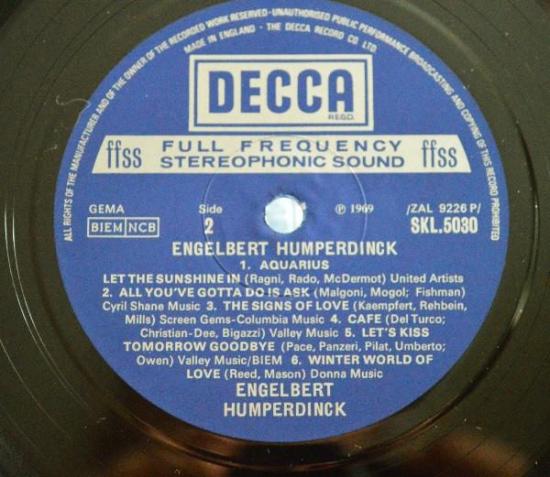 ALL RIGHTS OF THE MANUFACTURER AND OF THE OWNER OF THE RECORDED WORK RESERVED-UNAUTHORISED PUBLIC PERFORMANCE BROADCASTING AND COPYING OF THIS RECORD PROHIBITED
MADE IN ENGLAND · THE DECCA RECORD CO. LTD.
DECCA
REGD.
ffss FULL FREQUENCY ffss
STEREOPHONIC SOUND
GEMA Side ℗ 1969 /ZAL 9226 P/
BIEM NCB 2 SKL.5030
ENGELBERT HUMPERDINCK
1. AQUARIUS
LET THE SUNSHINE IN (Ragni, Rado, McDermot) United Artists
2. ALL YOU'VE GOTTA DO IS ASK (Malgoni, Mogol; Fishman)
Cyril Shane Music 3. THE SIGNS OF LOVE (Kaempfert, Rehbein,
Mills) Screen Gems-Columbia Music 4. CAFE (Del Turco;
Christian-Dee, Bigazzi) Valley Music 5. LET'S KISS
TOMORROW GOODBYE (Pace, Panzeri, Pilat, Umberto;
Owen) Valley Music/BIEM 6. WINTER WORLD OF
LOVE (Reed, Mason) Donna Music
ENGELBERT
HUMPERDINCK